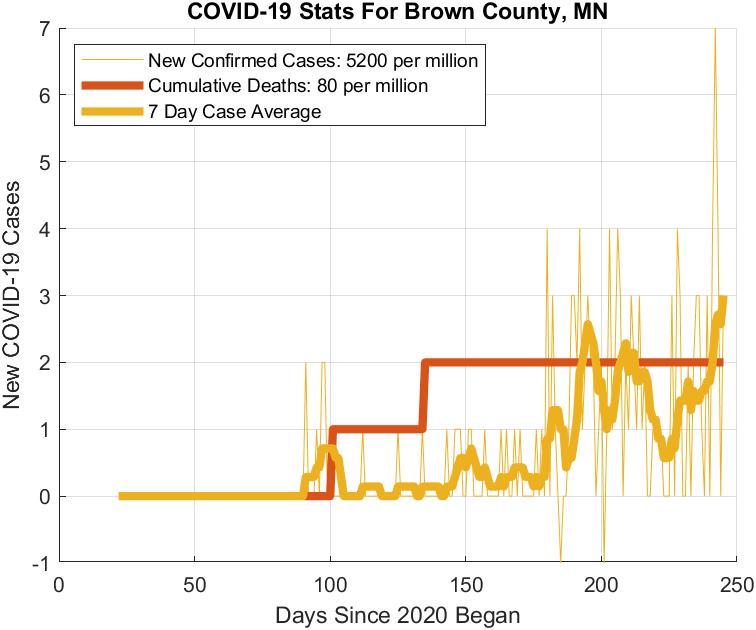 COVID-19 Stats For Brown County, MN
New Confirmed Cases: 5200 per million
Cumulative Deaths: 80 per million
7 Day Case Average
New COVID-19 Cases
7
6
5
4
3
2
1
0
-1
0 50 100 150 200 250
Days Since 2020 Began